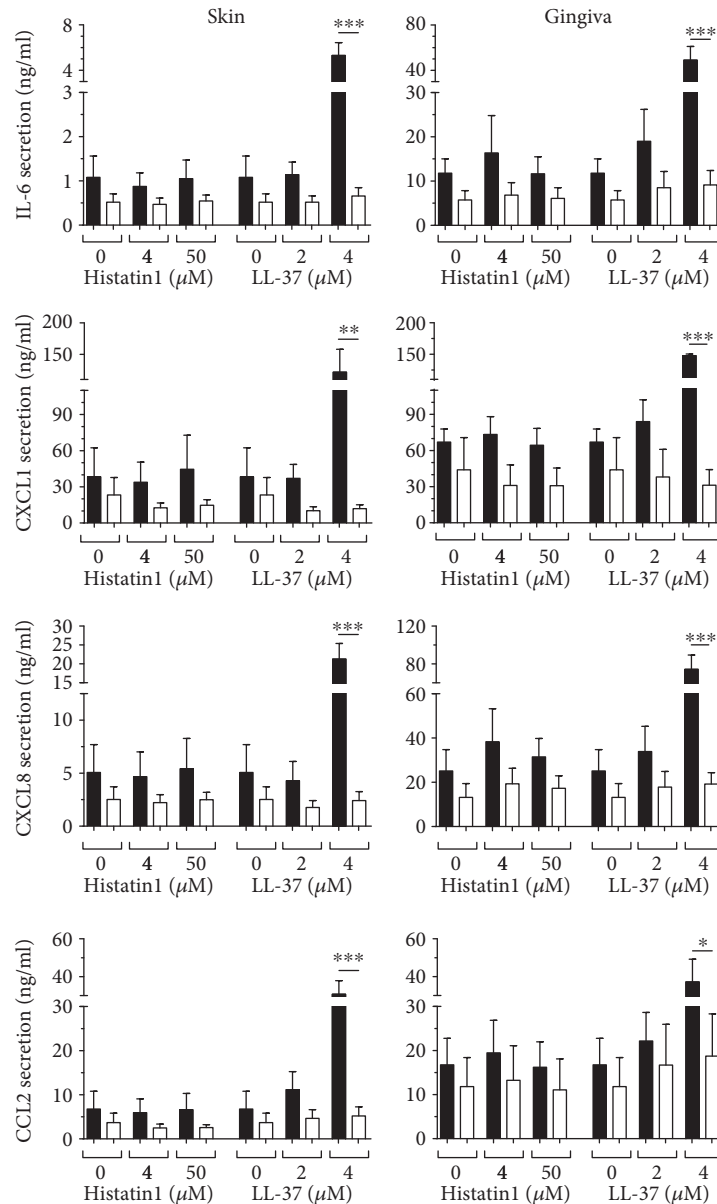 Skin
Gingiva
IL-6 secretion (ng/ml)
8
6
4
3
2
1
0
***
0 4 50 0 2 4
Histatin1 (μM) LL-37 (μM)
80
60
40
20
10
0
***
0 4 50 0 2 4
Histatin1 (μM) LL-37 (μM)
CXCL1 secretion (ng/ml)
200
150
90
60
30
0
**
0 4 50 0 2 4
Histatin1 (μM) LL-37 (μM)
200
150
90
60
30
0
***
0 4 50 0 2 4
Histatin1 (μM) LL-37 (μM)
CXCL8 secretion (ng/ml)
30
25
20
15
10
5
0
***
0 4 50 0 2 4
Histatin1 (μM) LL-37 (μM)
120
80
60
40
20
0
***
0 4 50 0 2 4
Histatin1 (μM) LL-37 (μM)
CCL2 secretion (ng/ml)
60
40
30
20
10
0
***
0 4 50 0 2 4
Histatin1 (μM) LL-37 (μM)
60
40
30
20
10
0
*
0 4 50 0 2 4
Histatin1 (μM) LL-37 (μM)